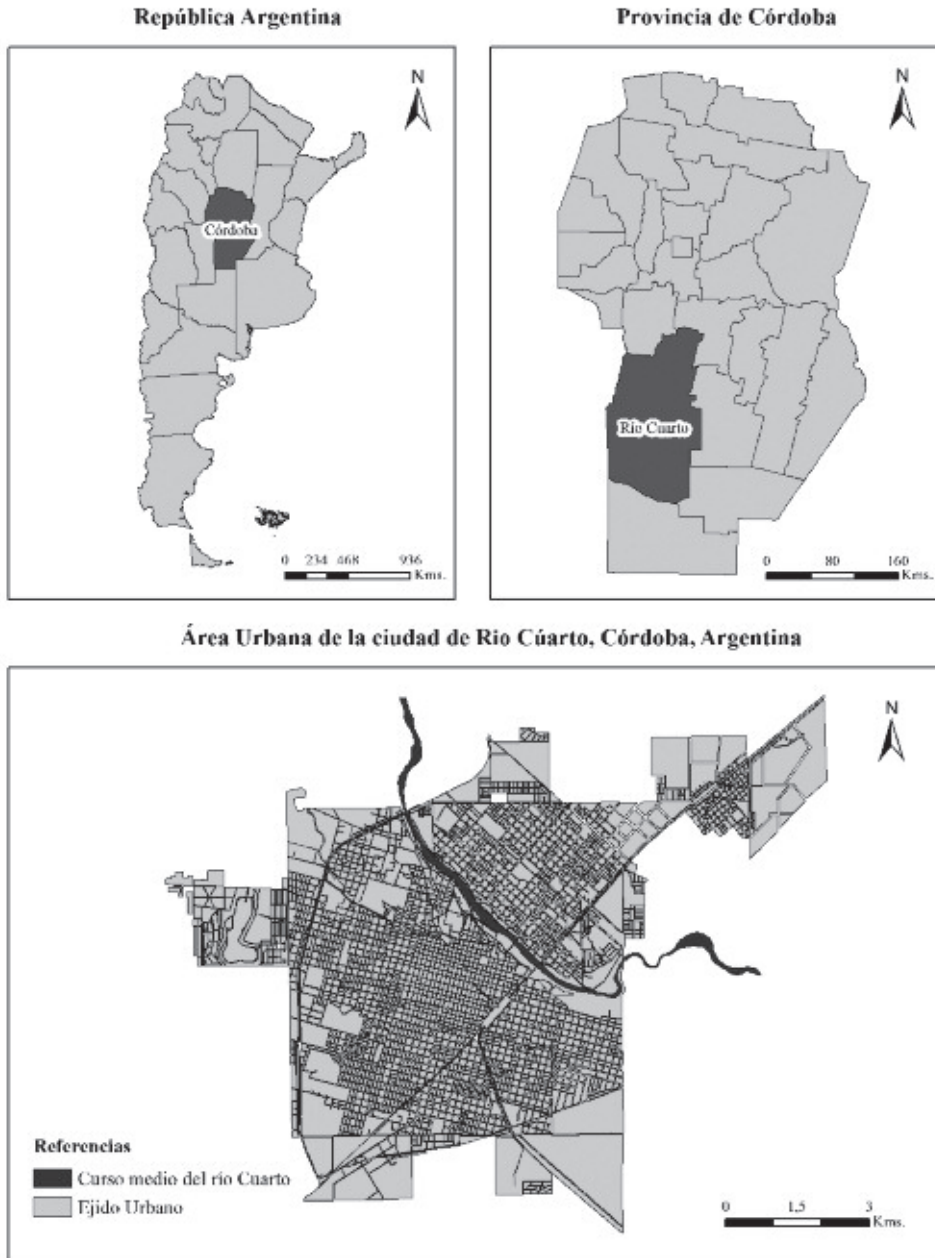 República Argentina
Provincia de Córdoba
N
Córdoba
0 234 468 936
Kms.
N
Río Cuarto
0 80 160
Kms.
Área Urbana de la ciudad de Rio Cúarto, Córdoba, Argentina
N
Referencias
Curso medio del río Cuarto
Ejido Urbano
0 1,5 3
Kms.